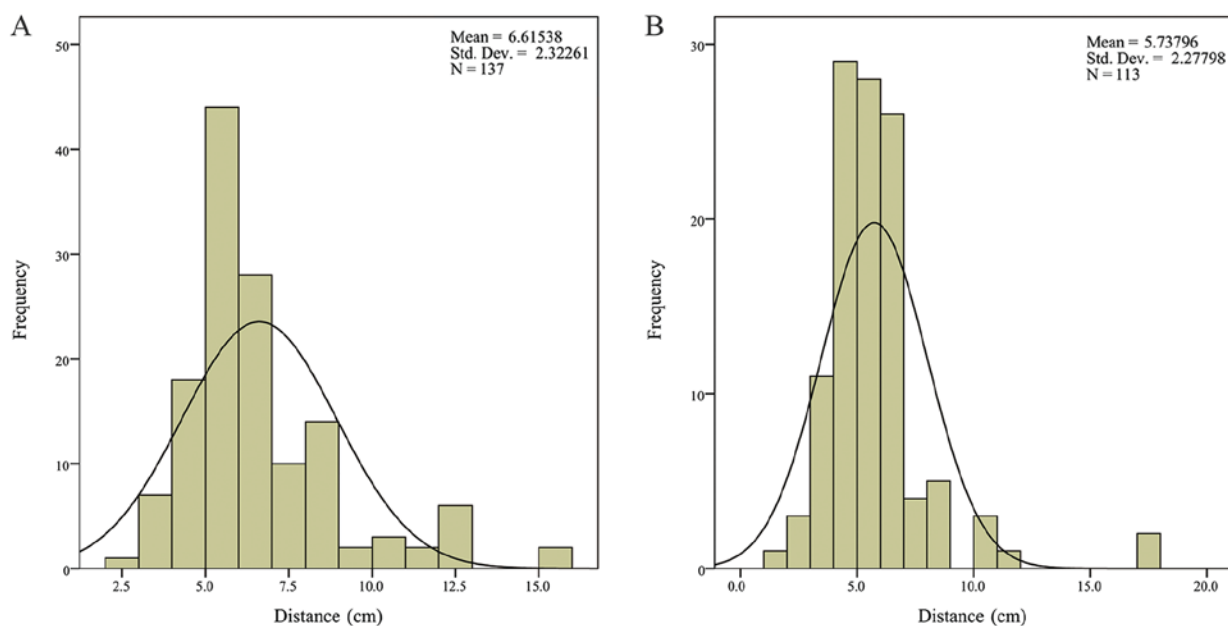 A
Mean = 6.61538
Std. Dev. = 2.32261
N = 137
50
40
30
20
10
0
Frequency
2.5 5.0 7.5 10.0 12.5 15.0
Distance (cm)
B
Mean = 5.73796
Std. Dev. = 2.27798
N = 113
30
20
10
0
Frequency
0.0 5.0 10.0 15.0 20.0
Distance (cm)